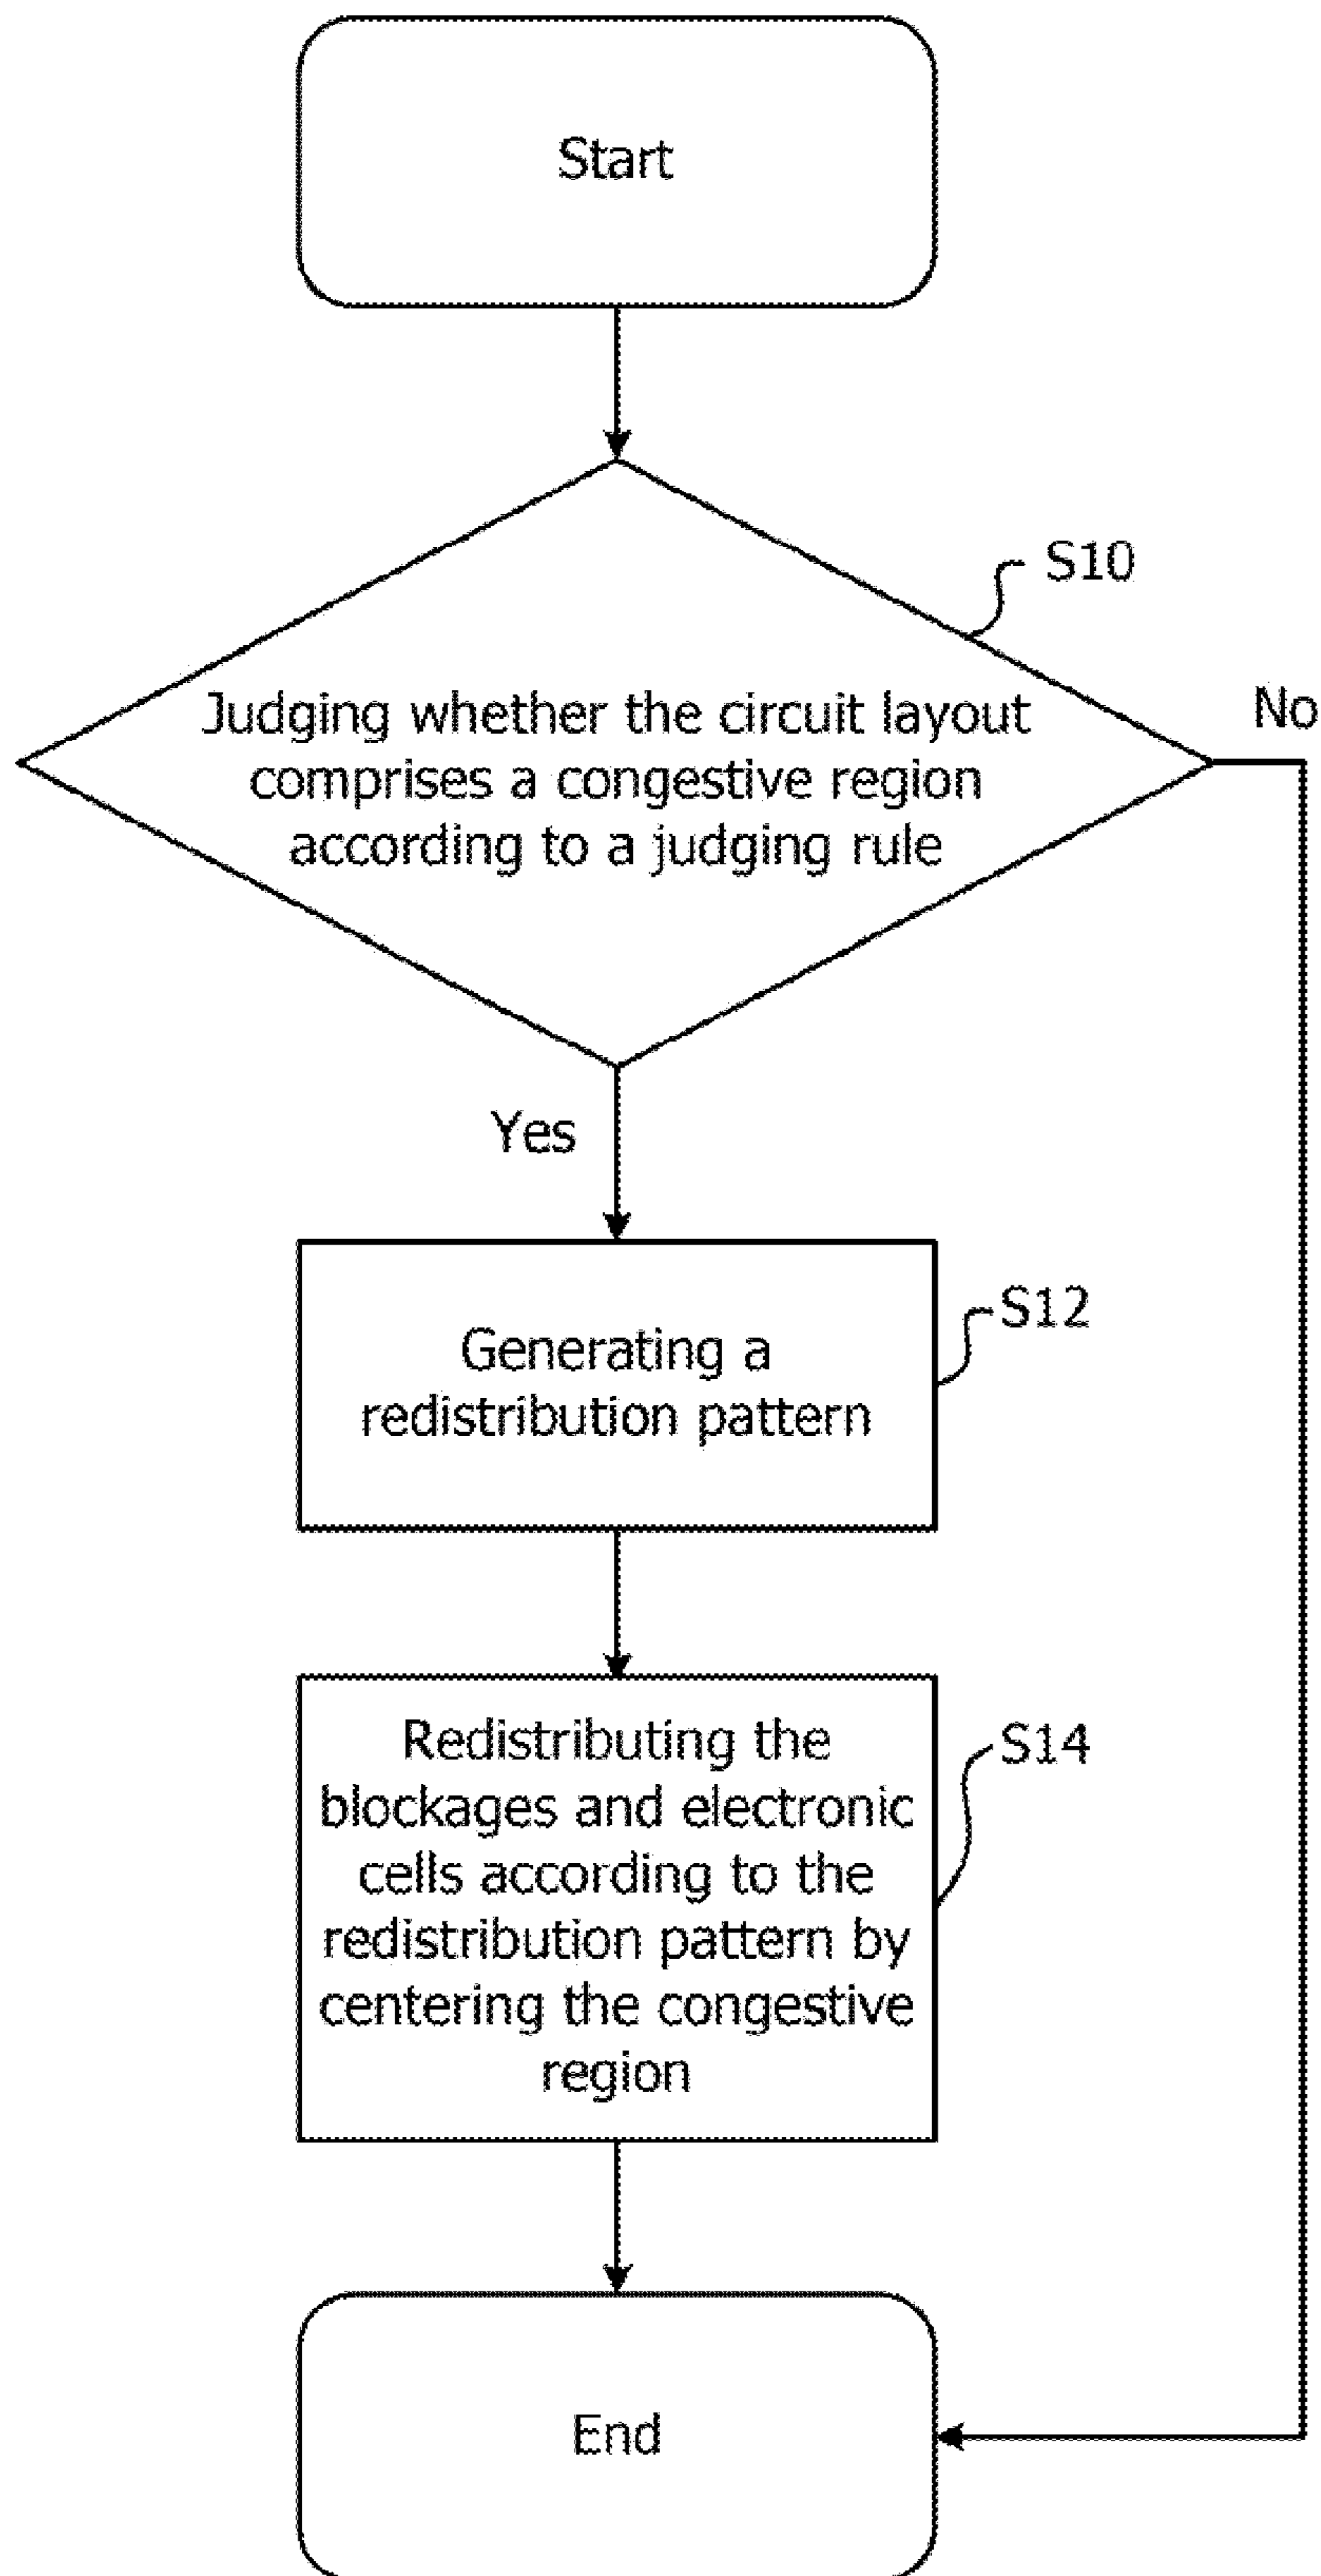 Start
S10
Judging whether the circuit layout
comprises a congestive region
according to a judging rule
No
Yes
Generating a
redistribution pattern
S12
Redistributing the
blockages and electronic
cells according to the
redistribution pattern by
centering the congestive
region
S14
End